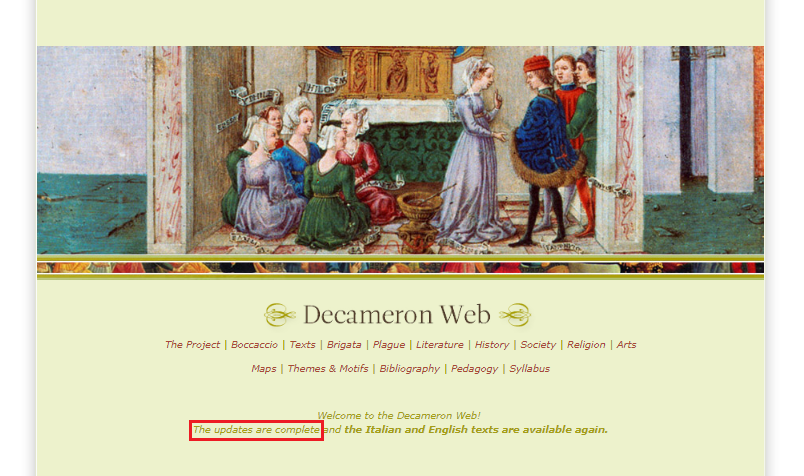 Decameron Web
The Project | Boccaccio | Texts | Brigata | Plague | Literature | History | Society | Religion | Arts
Maps | Themes & Motifs | Bibliography | Pedagogy | Syllabus
Welcome to the Decameron Web!
The updates are complete and the Italian and English texts are available again.